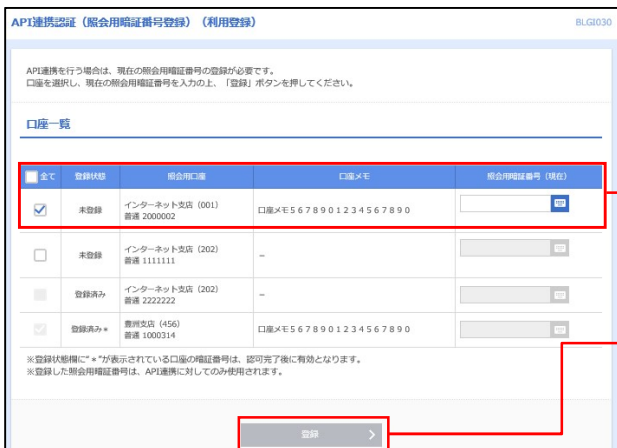 API連携認証(照会用暗証番号登録)(利用登録) BLGI030
API連携を行う場合は、現在の照会用暗証番号の登録が必要です。
口座を選択し、現在の照会用暗証番号を入力の上、「登録」ボタンを押してください。
口座一覧
全て 登録状態 照会用口座 口座メモ 照会用暗証番号(現在)
未登録 インターネット支店(001) 口座メモ5678901234567890
普通 2000002
未登録 インターネット支店(202) −
普通 1111111
登録済み インターネット支店(202) −
普通 2222222
登録済み* 豊洲支店(456) 口座メモ5678901234567890
普通 1000314
※登録状態欄に"*"が表示されている口座の暗証番号は、認可完了後に有効となります。
※登録した照会用暗証番号は、API連携に対してのみ使用されます。
登録